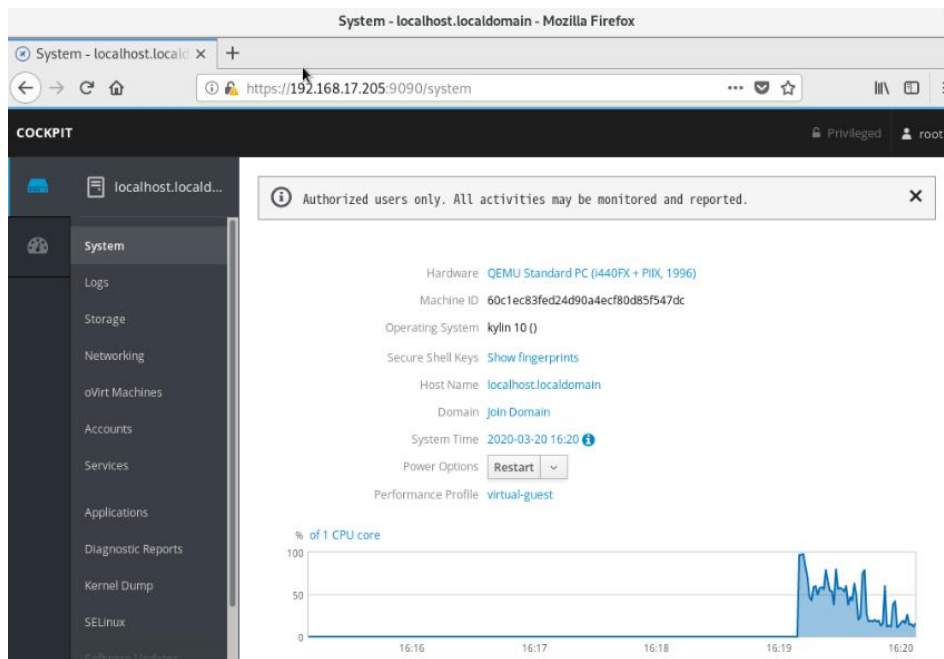 System - localhost.localdomain - Mozilla Firefox
System - localhost.locald
https://192.168.17.205:9090/system
COCKPIT
Privileged
root
localhost.locald...
Authorized users only. All activities may be monitored and reported.
System
Logs
Storage
Networking
oVirt Machines
Accounts
Services
Applications
Diagnostic Reports
Kernel Dump
SELinux
Software Updates
Hardware QEMU Standard PC (i440FX + PIIX, 1996)
Machine ID 60c1ec83fed24d90a4ecf80d85f547dc
Operating System kylin 10 ()
Secure Shell Keys Show fingerprints
Host Name localhost.localdomain
Domain Join Domain
System Time 2020-03-20 16:20
Power Options Restart
Performance Profile virtual-guest
% of 1 CPU core
100
50
0
16:16 16:17 16:18 16:19 16:20